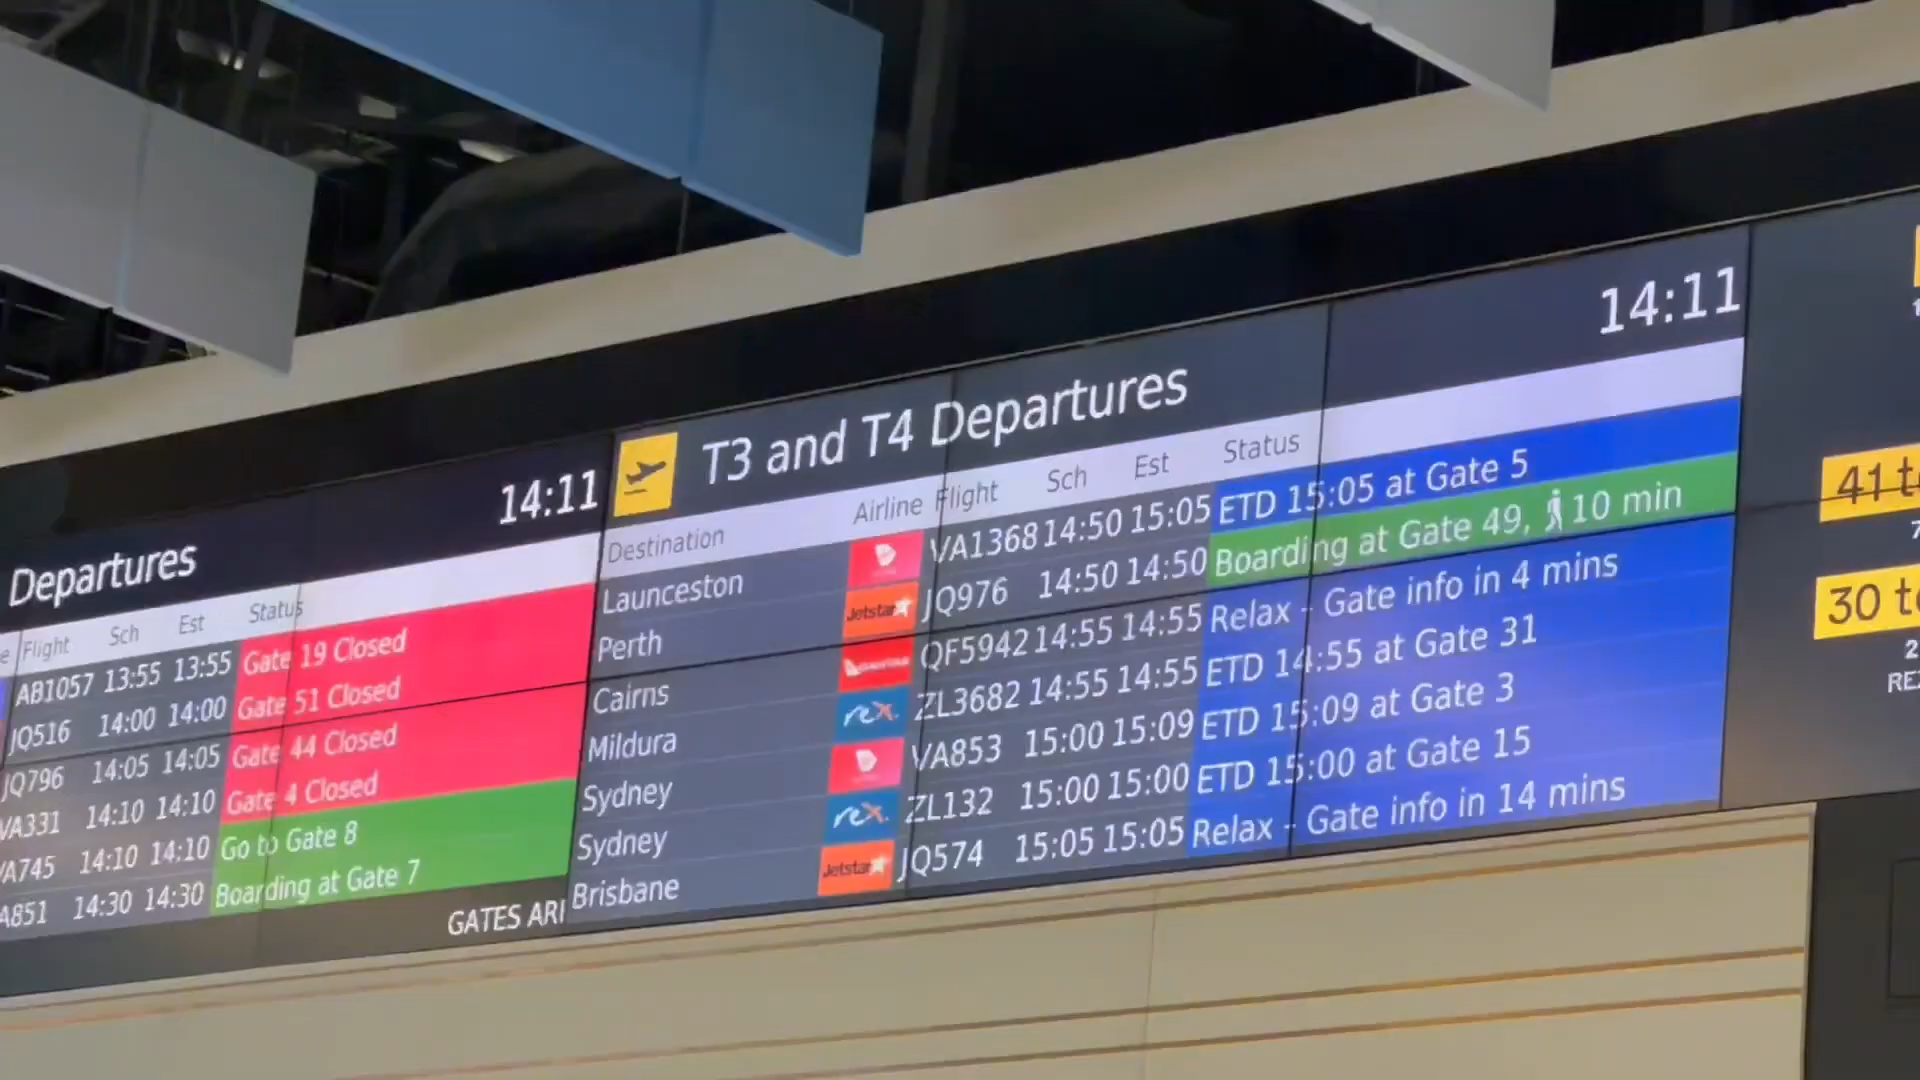 Departures
14:11
e Flight Sch Est Status
AB1057 13:55 13:55 Gate 19 Closed
JQ516 14:00 14:00 Gate 51 Closed
JQ796 14:05 14:05 Gate 44 Closed
VA331 14:10 14:10 Gate 4 Closed
VA745 14:10 14:10 Go to Gate 8
A851 14:30 14:30 Boarding at Gate 7
GATES ARI
T3 and T4 Departures
14:11
Destination Airline Flight Sch Est Status
Launceston VA1368 14:50 15:05 ETD 15:05 at Gate 5
Perth Jetstar JQ976 14:50 14:50 Boarding at Gate 49, 10 min
Cairns QF5942 14:55 14:55 Relax - Gate info in 4 mins
Mildura rex. ZL3682 14:55 14:55 ETD 14:55 at Gate 31
Sydney VA853 15:00 15:09 ETD 15:09 at Gate 3
Sydney rex. ZL132 15:00 15:00 ETD 15:00 at Gate 15
Brisbane Jetstar JQ574 15:05 15:05 Relax - Gate info in 14 mins
41 t
7
30 to
2
RE